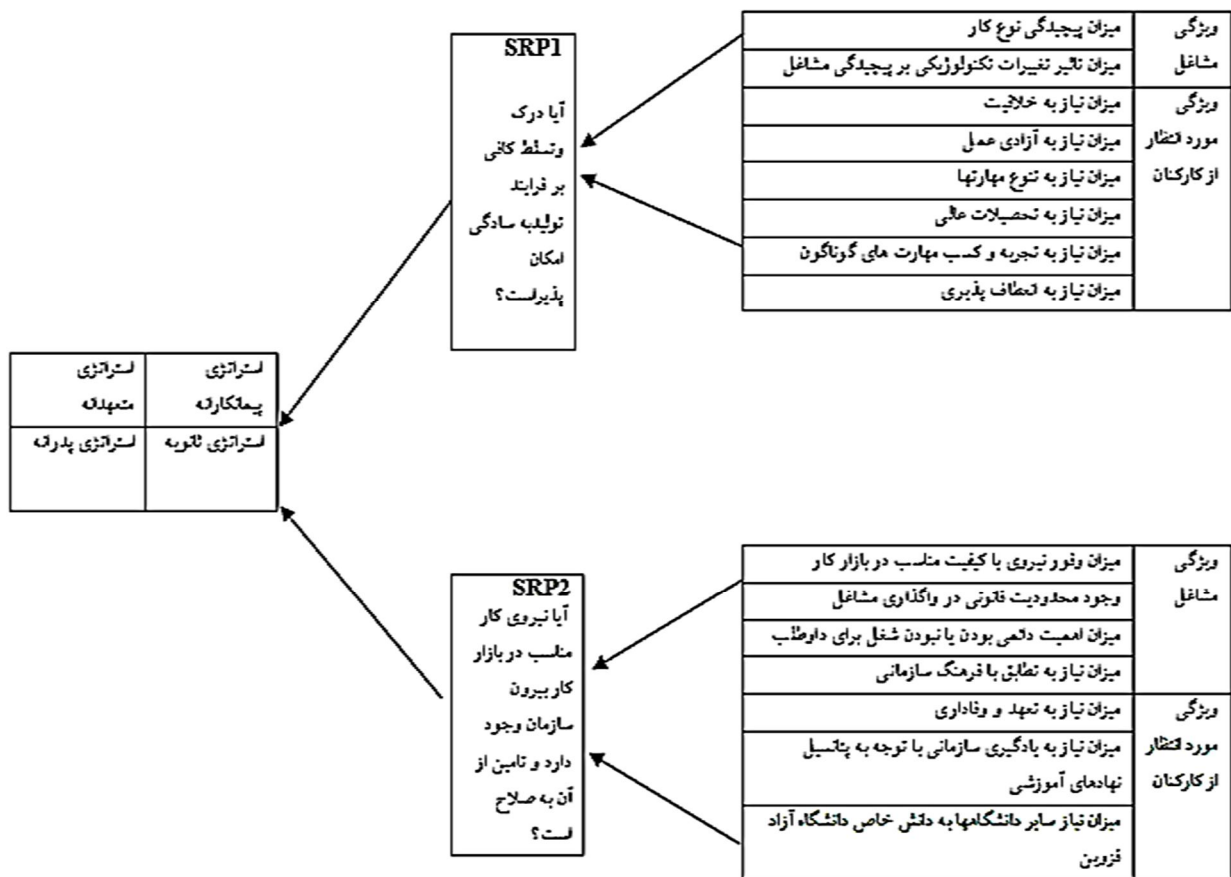 ویژگی
مشاغل
میزان پیچیدگی نوع کار
میزان تاثیر تغییرات تکنولوژیکی بر پیچیدگی مشاغل
ویژگی
مورد انتظار
از کارکنان
میزان نیاز به خلاقیت
میزان نیاز به آزادی عمل
میزان نیاز به تنوع مهارتها
میزان نیاز به تحصیلات عالی
میزان نیاز به تجربه و کسب مهارت های گوناگون
میزان نیاز به انعطاف پذیری
SRP1
آیا درک
وتسلط کافی
بر فرایند
تولیدبه سادگی
امکان
پذیراست؟
استراتژی
پیمانکارانه
استراتژی
متعهدانه
استراتژی ثانویه
استراتژی پدرانه
ویژگی
مشاغل
میزان وفور نیروی با کیفیت مناسب در بازار کار
وجود محدودیت قانونی در واگذاری مشاغل
میزان اهمیت دائمی بودن یا نبودن شغل برای داوطلب
میزان نیاز به تطابق با فرهنگ سازمانی
ویژگی
مورد انتظار
از کارکنان
میزان نیاز به تعهد و وفاداری
میزان نیاز به یادگیری سازمانی با توجه به پتانسیل
نهادهای آموزشی
میزان نیاز سایر دانشگاهها به دانش خاص دانشگاه آزاد
قزوین
SRP2
آیا نیروی کار
مناسب در بازار
کار بیرون
سازمان وجود
دارد و تامین از
آن به صلاح
است؟